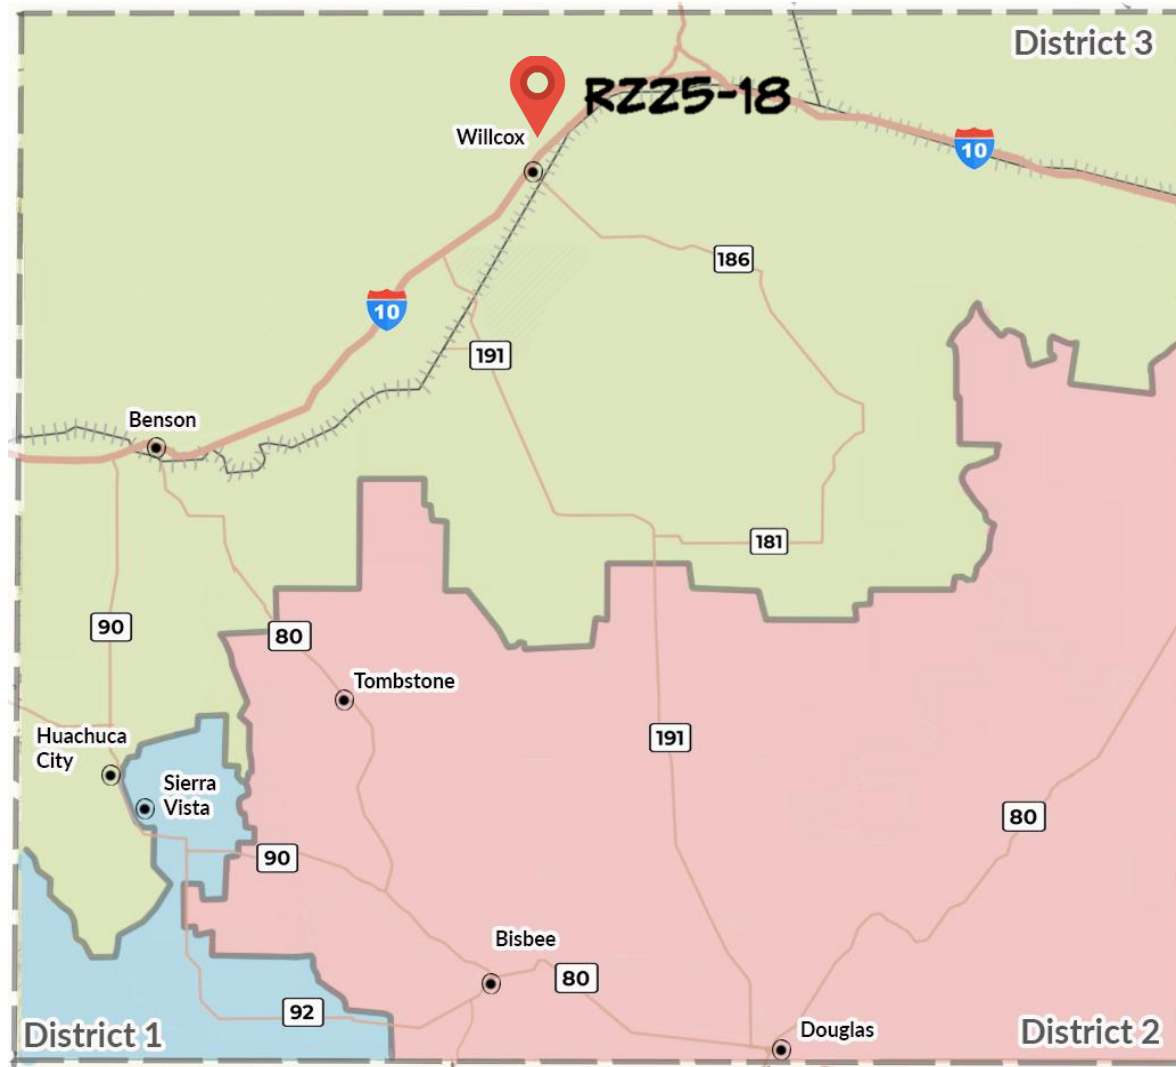 District 3
RZ25-18
Willcox
10
186
10
191
Benson
181
90
80
Tombstone
Huachuca
City
191
Sierra
Vista
80
90
Bisbee
80
92
District 1
Douglas
District 2